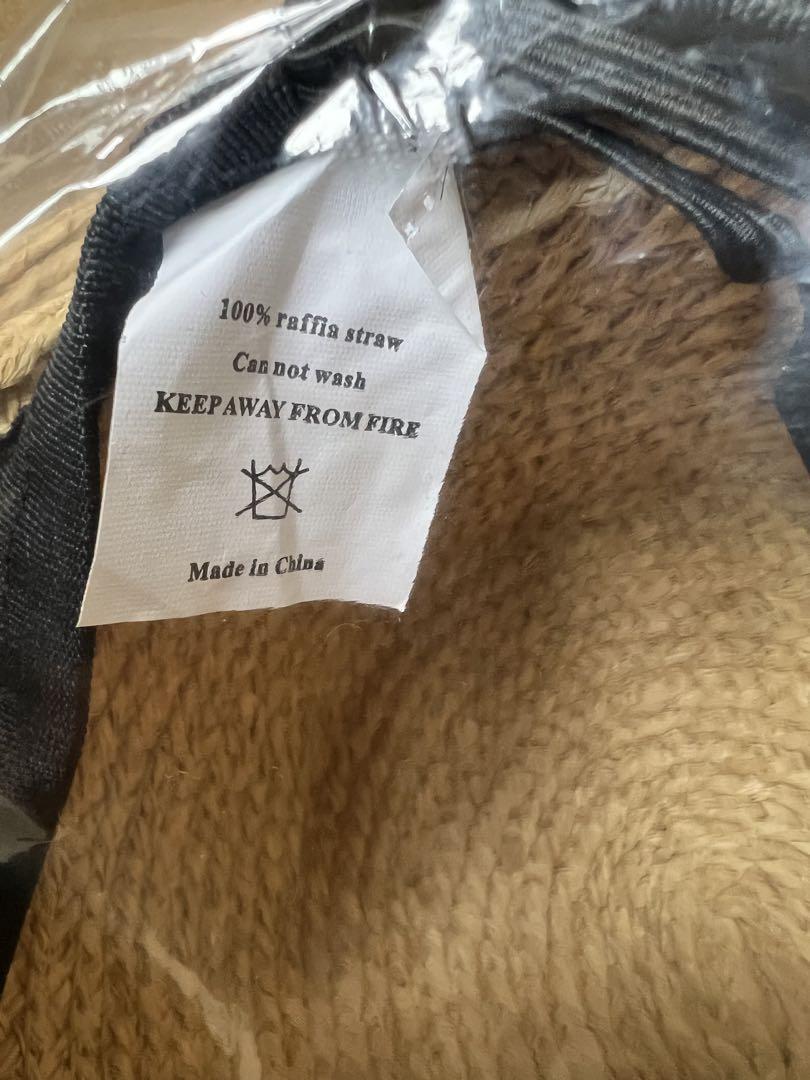 100% raffia straw
Can not wash
KEEP AWAY FROM FIRE
Made in China